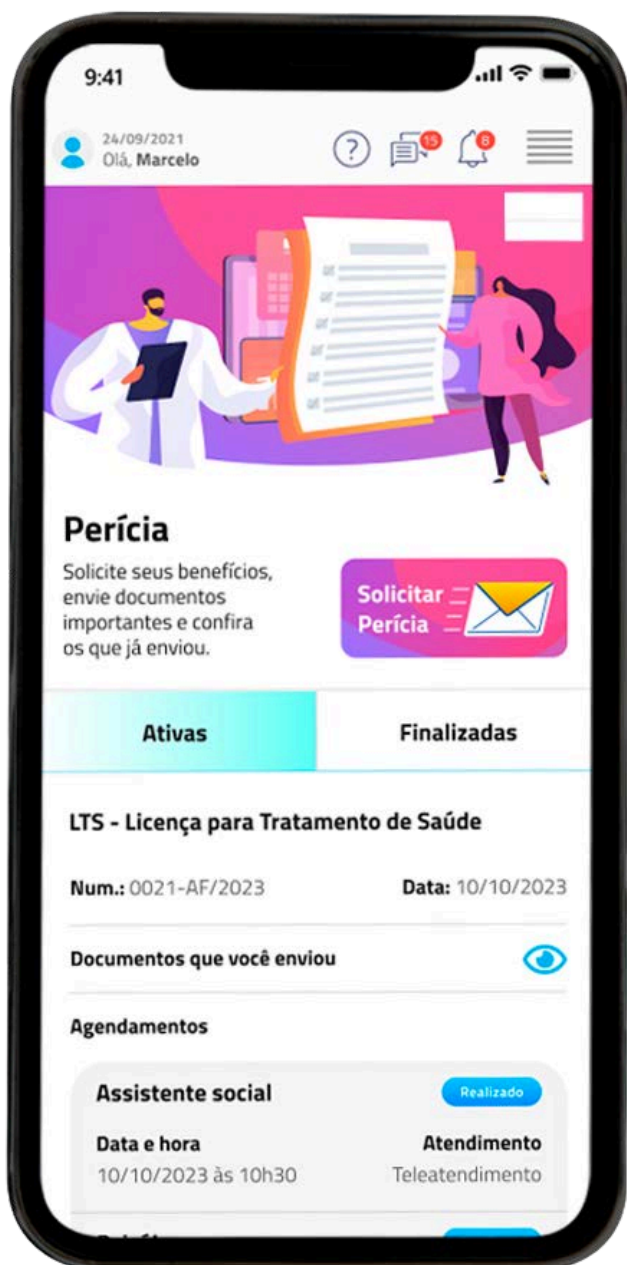 9:41
24/09/2021
Olá, Marcelo
?
15
8
Perícia
Solicite seus benefícios,
envie documentos
importantes e confira
os que já enviou.
Solicitar
Perícia
Ativas
Finalizadas
LTS - Licença para Tratamento de Saúde
Num.: 0021-AF/2023
Data: 10/10/2023
Documentos que você enviou
Agendamentos
Assistente social
Realizado
Data e hora
Atendimento
10/10/2023 às 10h30
Teleatendimento